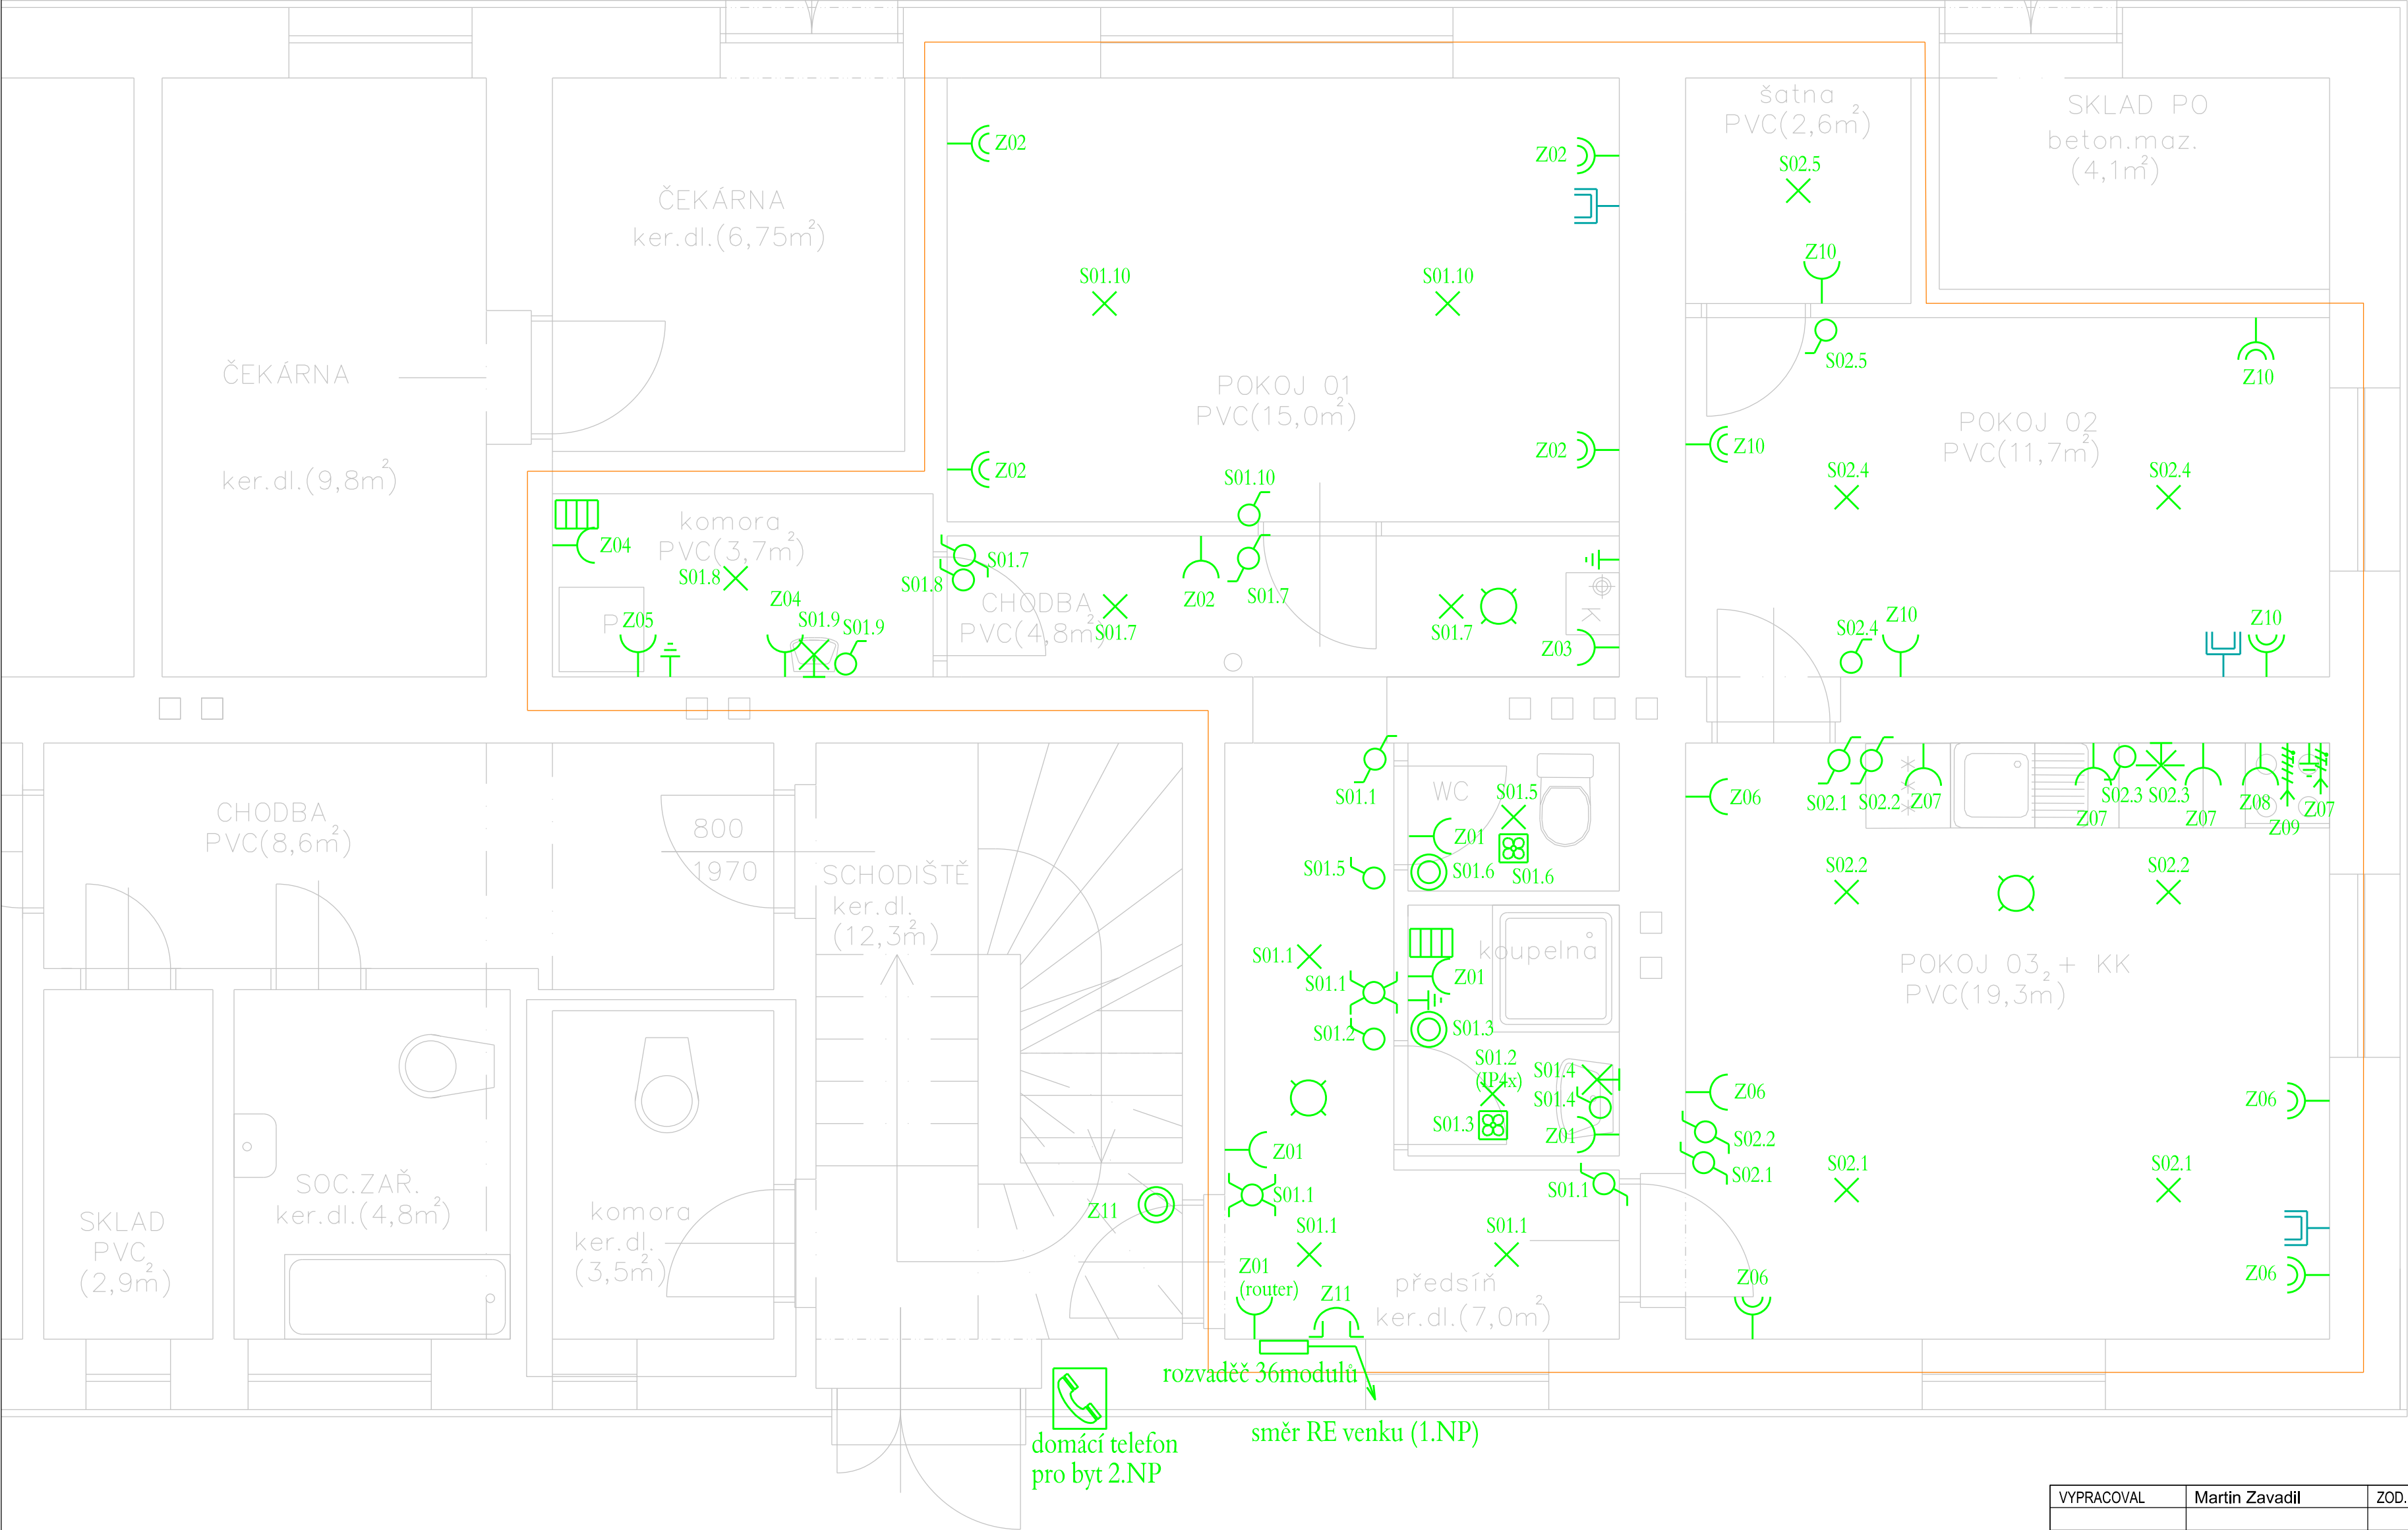 ČEKÁRNA
ker.dl.(9,8m²)
ČEKÁRNA
ker.dl.(6,75m²)
Z02
Z02
S01.10
S01.10
POKOJ 01
PVC(15,0m²)
Z02
Z02
S01.10
šatna
PVC(2,6m²)
S02.5
Z10
SKLAD PO
beton.maz.
(4,1m²)
S02.5
Z10
Z10
POKOJ 02
PVC(11,7m²)
S02.4
S02.4
S02.4
Z10
Z10
Z04
komora
PVC(3,7m²)
S01.8
P
Z05
Z04
S01.9
S01.9
S01.7
S01.8
CHODBA
PVC(4,8m²)
S01.7
Z02
S01.7
S01.7
K
Z03
CHODBA
PVC(8,6m²)
800
1970
SCHODIŠTĚ
ker.dl.
(12,3m²)
S01.1
WC
S01.5
Z01
S01.5
S01.6
S01.6
S01.1
S01.1
koupelna
Z01
S01.2
S01.3
S01.2
(IP4x)
S01.4
S01.4
S01.3
Z01
Z06
S02.1
S02.2
Z07
Z07
S02.3
S02.3
Z07
Z08
Z09
Z07
S02.2
S02.2
POKOJ 03 + KK
PVC(19,3m²)
Z06
Z06
S02.2
S02.1
S02.1
S02.1
Z06
Z06
SKLAD
PVC
(2,9m²)
SOC.ZAŘ.
ker.dl.(4,8m²)
komora
ker.dl.
(3,5m²)
Z11
Z01
S01.1
S01.1
S01.1
S01.1
Z01
(router)
Z11
předsíň
ker.dl.(7,0m²)
rozvaděč 36modulů
směr RE venku (1.NP)
domácí telefon
pro byt 2.NP
VYPRACOVAL
Martin Zavadil
ZOD.